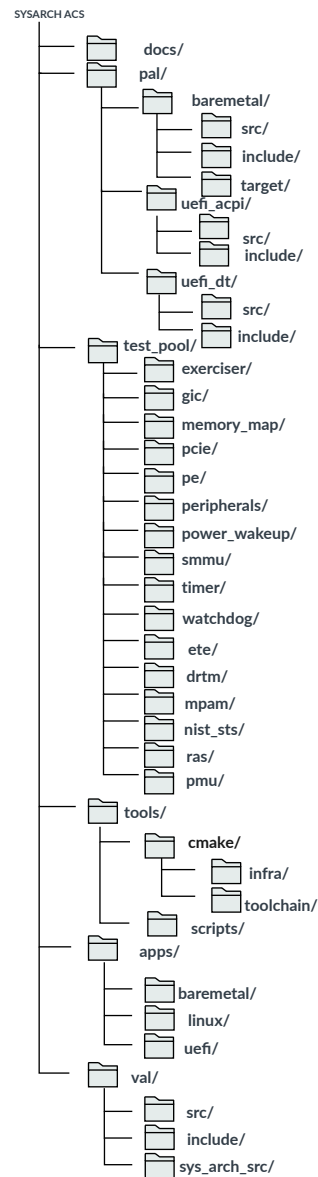 SYSARCH ACS
docs/
pal/
baremetal/
src/
include/
target/
uefi_acpi/
src/
include/
uefi_dt/
src/
include/
test_pool/
exerciser/
gic/
memory_map/
pcie/
pe/
peripherals/
power_wakeup/
smmu/
timer/
watchdog/
ete/
drtm/
mpam/
nist_sts/
ras/
pmu/
tools/
cmake/
infra/
toolchain/
scripts/
apps/
baremetal/
linux/
uefi/
val/
src/
include/
sys_arch_src/